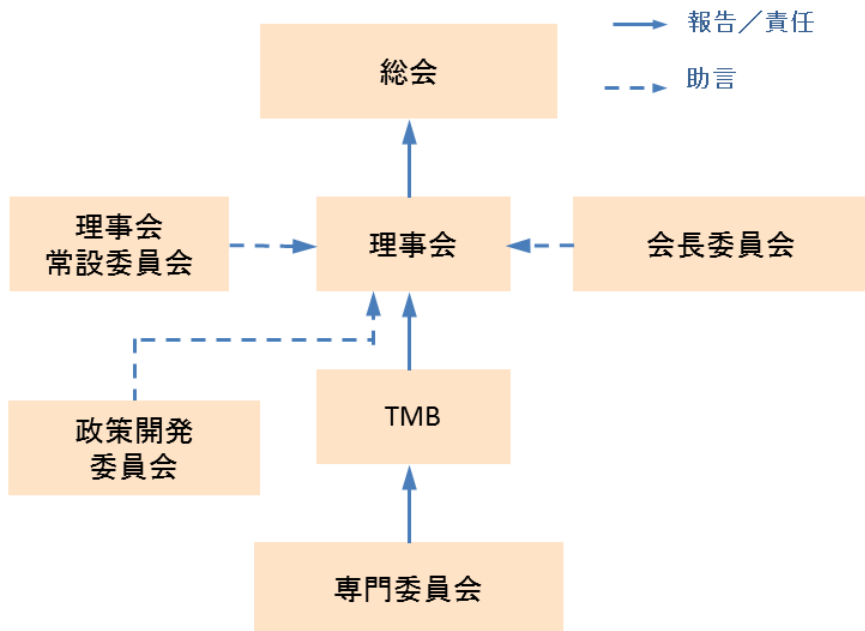 報告／責任
助言
総会
理事会
常設委員会
理事会
会長委員会
政策開発
委員会
TMB
専門委員会